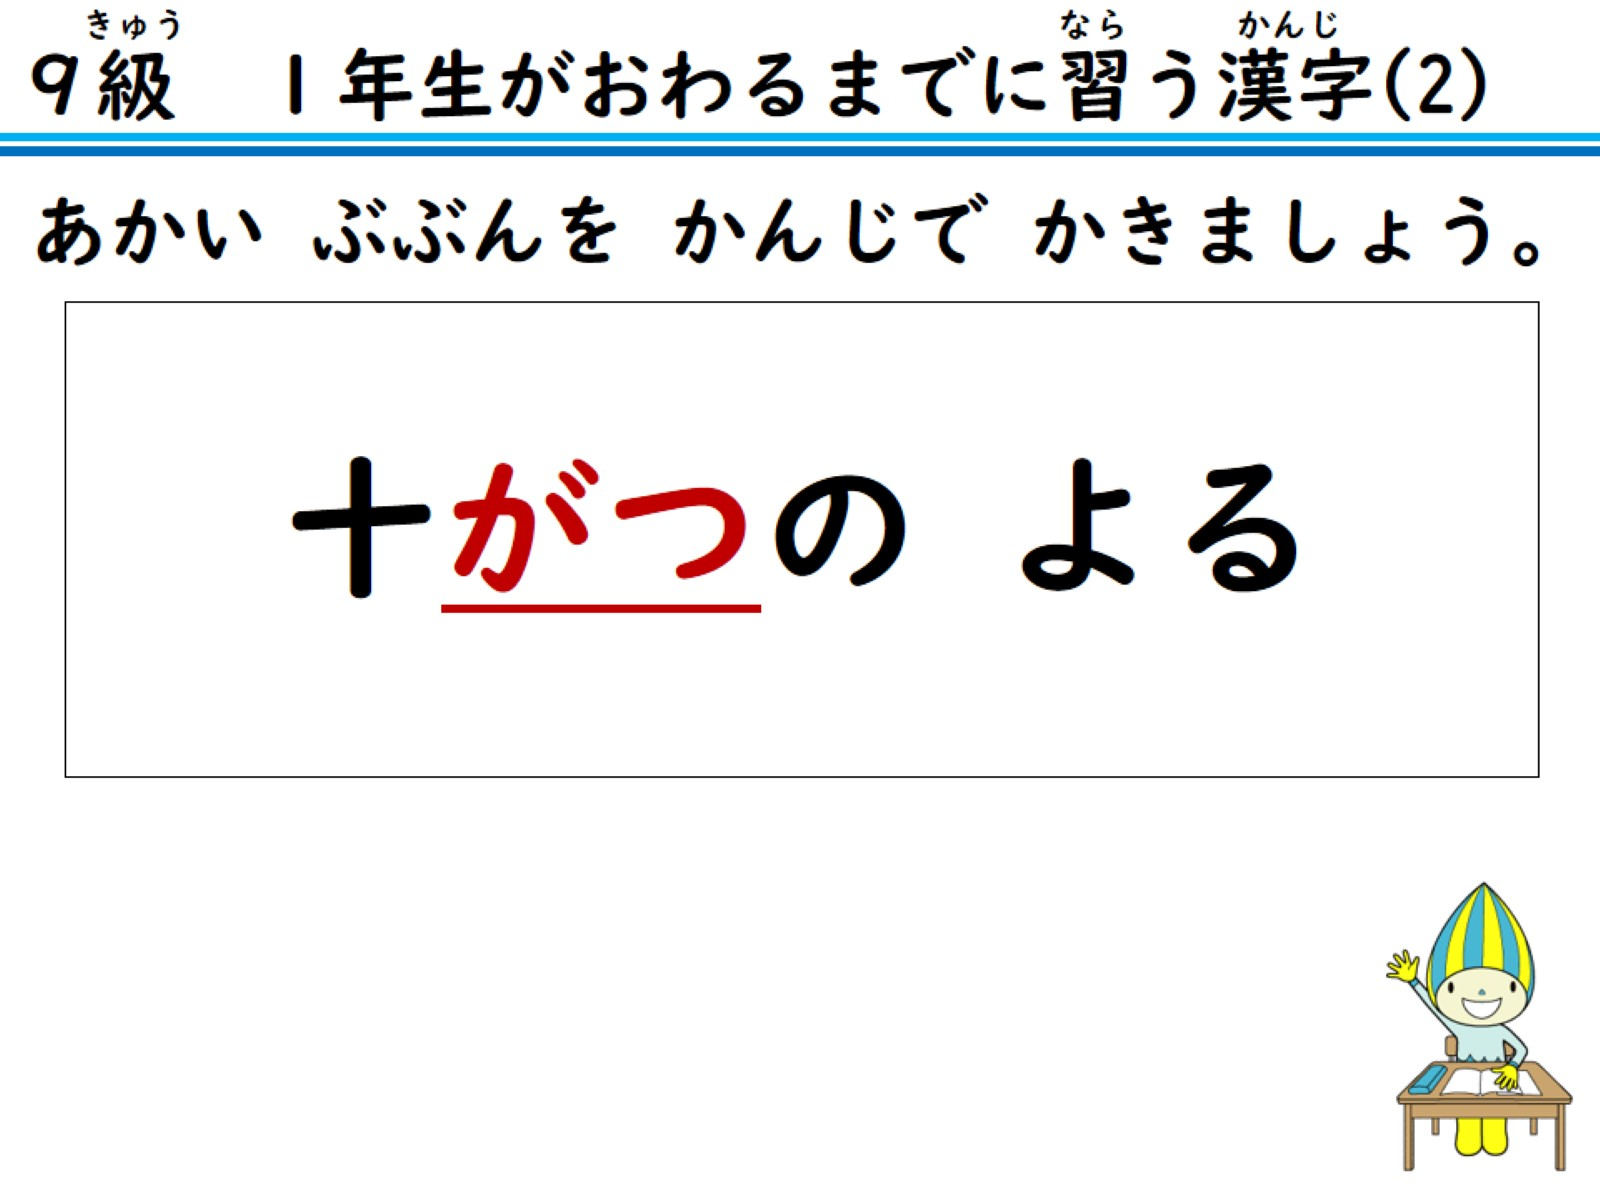 きゅう なら かんじ
９級　１年生がおわるまでに習う漢字(2)
あかい ぶぶんを かんじで かきましょう。
十がつの よる